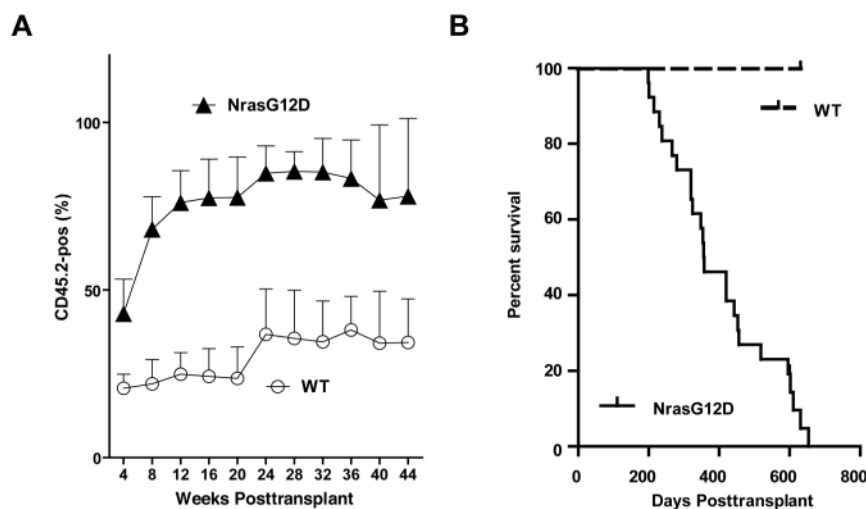 A
NrasG12D
100
50
0
CD45.2-pos (%)
WT
4 8 12 16 20 24 28 32 36 40 44
Weeks Posttransplant
B
100
80
60
40
20
0
Percent survival
WT
NrasG12D
0 200 400 600 800
Days Posttransplant